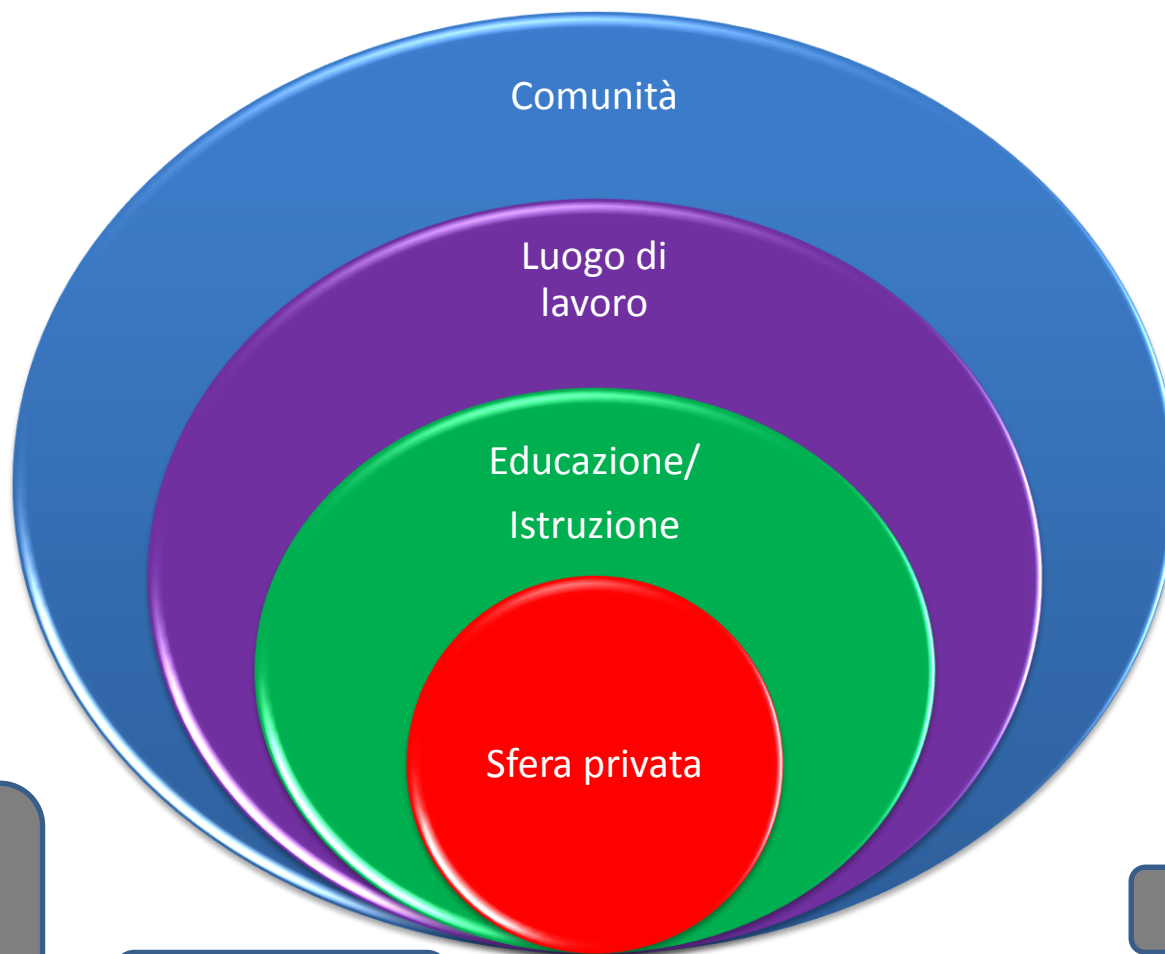 Comunità
Luogo di
lavoro
Educazione/
Istruzione
Sfera privata